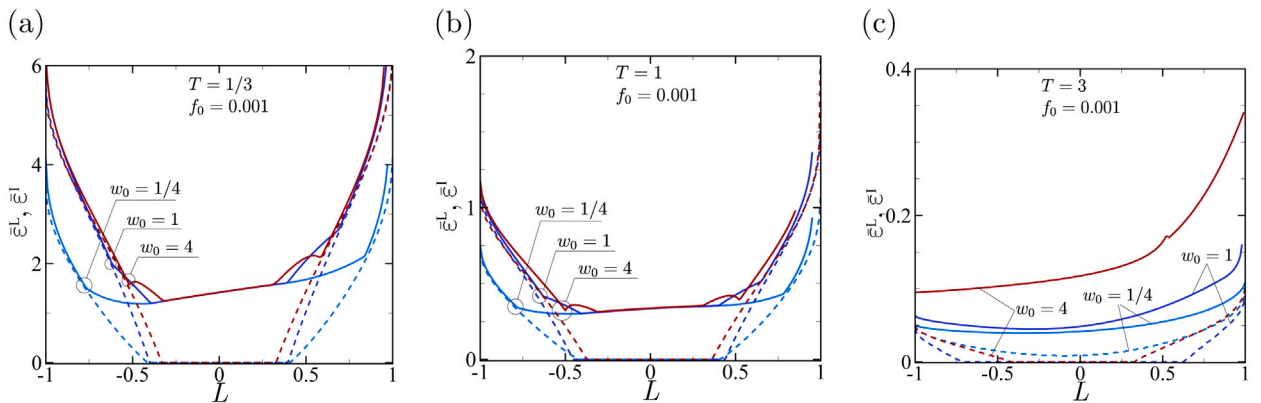 (a)
6
4
2
0
ε̄ᴸ, ε̄ᴵ
T = 1/3
f₀ = 0.001
w₀ = 1/4
w₀ = 1
w₀ = 4
-1
-0.5
0
0.5
1
L
(b)
2
1
0
ε̄ᴸ, ε̄ᴵ
T = 1
f₀ = 0.001
w₀ = 1/4
w₀ = 1
w₀ = 4
-1
-0.5
0
0.5
1
L
(c)
0.4
0.2
0
ε̄ᴸ, ε̄ᴵ
T = 3
f₀ = 0.001
w₀ = 1
w₀ = 1/4
w₀ = 4
-1
-0.5
0
0.5
1
L